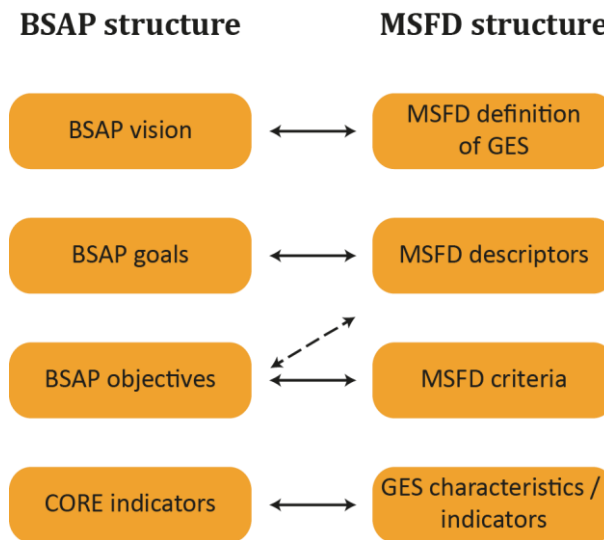 BSAP structure
MSFD structure
BSAP vision
MSFD definition
of GES
BSAP goals
MSFD descriptors
BSAP objectives
MSFD criteria
CORE indicators
GES characteristics /
indicators